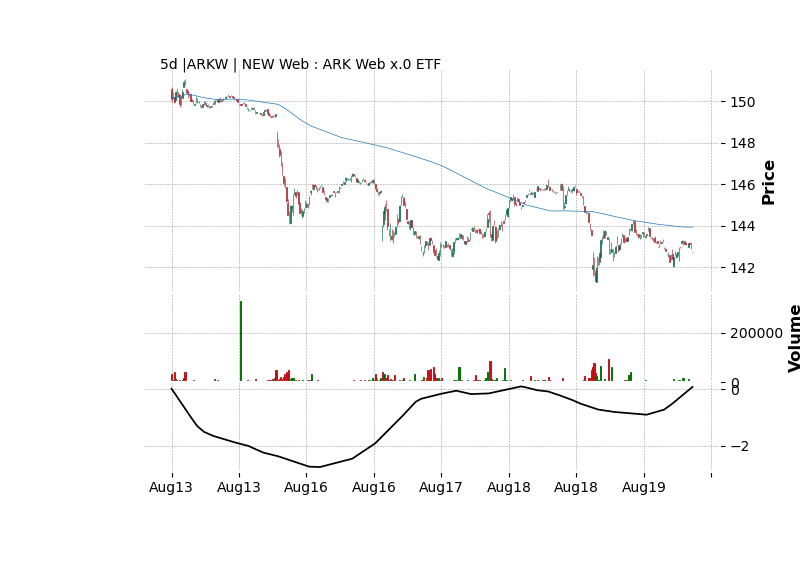 5d |ARKW | NEW Web : ARK Web x.0 ETF
150
148
146
144
142
Price
200000
0
Volume
0
−2
Aug13 Aug13 Aug16 Aug16 Aug17 Aug18 Aug18 Aug19